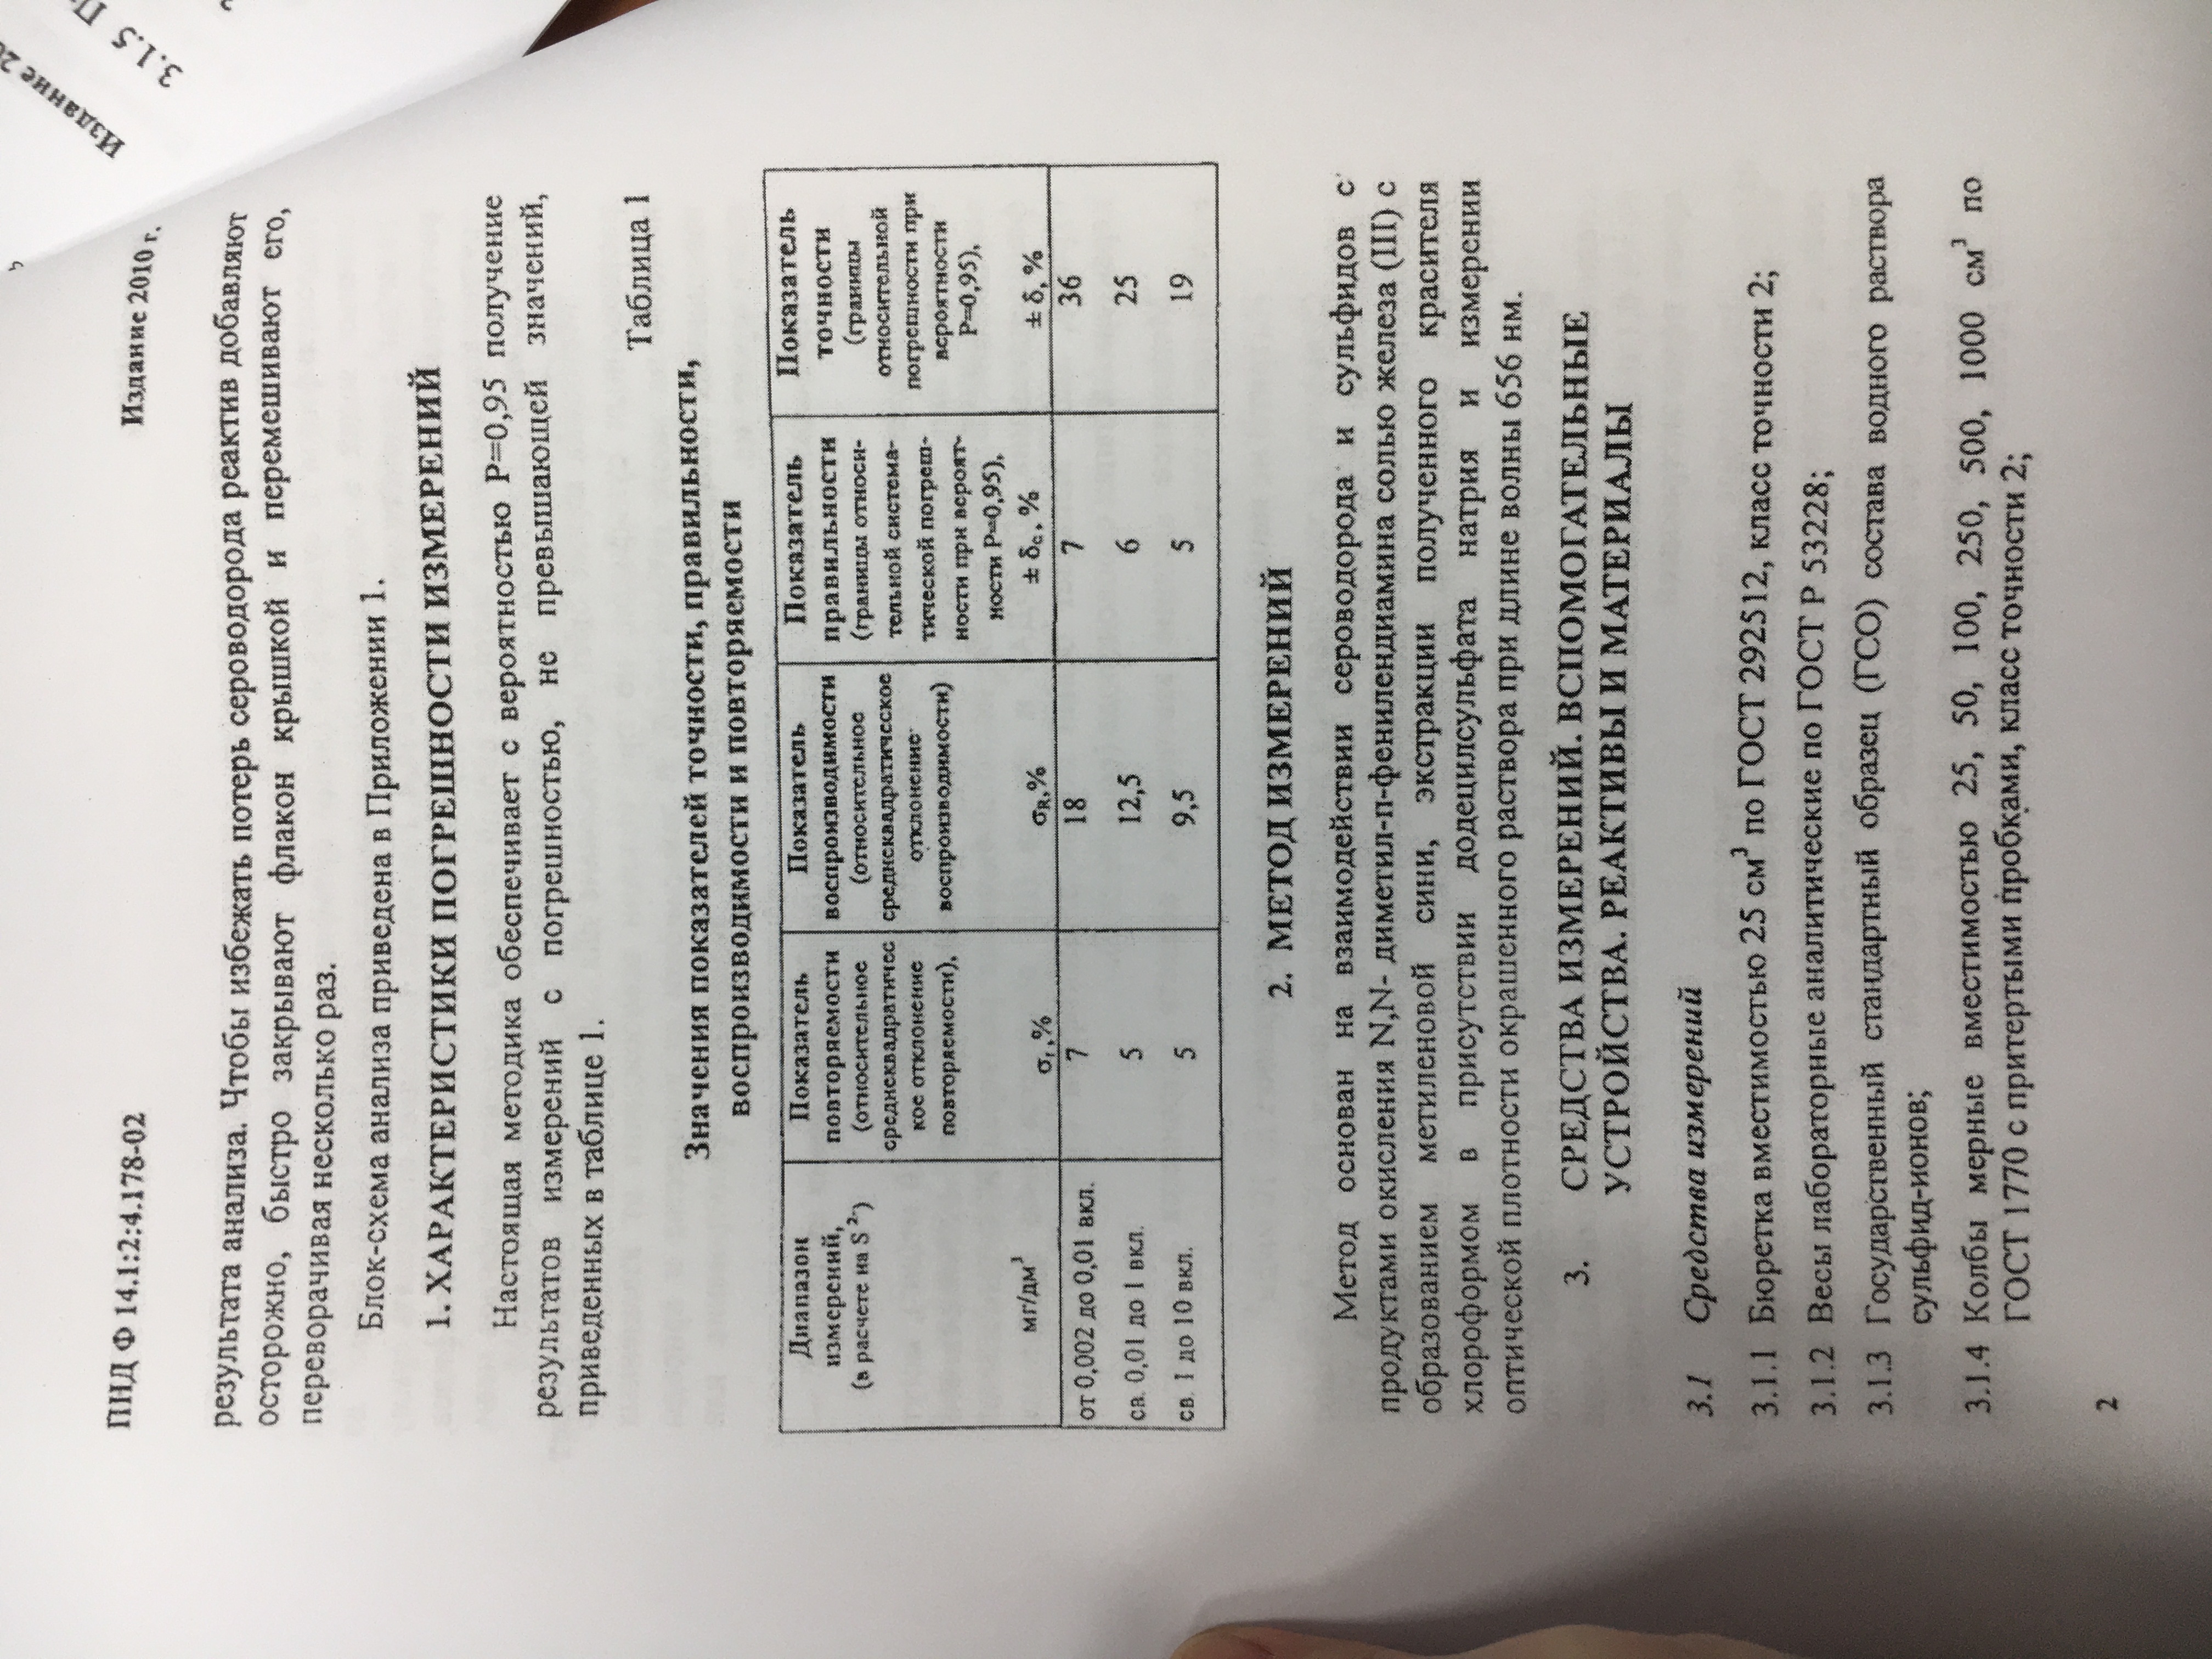 ПНД Ф 14.1:2:4.178-02
Издание 2010 г.
результата анализа. Чтобы избежать потерь сероводорода реактив добавляют
осторожно, быстро закрывают флакон крышкой и перемешивают его,
переворачивая несколько раз.
Блок-схема анализа приведена в Приложении 1.
1. ХАРАКТЕРИСТИКИ ПОГРЕШНОСТИ ИЗМЕРЕНИЙ
Настоящая методика обеспечивает с вероятностью Р=0,95 получение
результатов измерений с погрешностью, не превышающей значений,
приведенных в таблице 1.
Таблица 1
Значения показателей точности, правильности,
воспроизводимости и повторяемости
Диапазон
измерений,
(в расчете на S ²⁻)
мг/дм³
Показатель
повторяемости
(относительное
среднеквадратичес
кое отклонение
повторяемости),
σr,%
Показатель
воспроизводимости
(относительное
среднеквадратическое
отклонение
воспроизводимости)
σR,%
Показатель
правильности
(границы относи-
тельной система-
тической погреш-
ности при вероят-
ности Р=0,95),
± δс, %
Показатель
точности
(границы
относительной
погрешности при
вероятности
Р=0,95),
± δ, %
от 0,002 до 0,01 вкл. 7 18 7 36
св. 0,01 до 1 вкл. 5 12,5 6 25
св. 1 до 10 вкл. 5 9,5 5 19
2. МЕТОД ИЗМЕРЕНИЙ
Метод основан на взаимодействии сероводорода и сульфидов с
продуктами окисления N,N- диметил-п-фенилендиамина солью железа (III) с
образованием метиленовой сини, экстракции полученного красителя
хлороформом в присутствии додецилсульфата натрия и измерении
оптической плотности окрашенного раствора при длине волны 656 нм.
3. СРЕДСТВА ИЗМЕРЕНИЙ. ВСПОМОГАТЕЛЬНЫЕ
УСТРОЙСТВА. РЕАКТИВЫ И МАТЕРИАЛЫ
3.1 Средства измерений
3.1.1 Бюретка вместимостью 25 см³ по ГОСТ 292512, класс точности 2;
3.1.2 Весы лабораторные аналитические по ГОСТ Р 53228;
3.1.3 Государственный стандартный образец (ГСО) состава водного раствора
сульфид-ионов;
3.1.4 Колбы мерные вместимостью 25, 50, 100, 250, 500, 1000 см³ по
ГОСТ 1770 с притертыми пробками, класс точности 2;
2
Издание
3.1.5